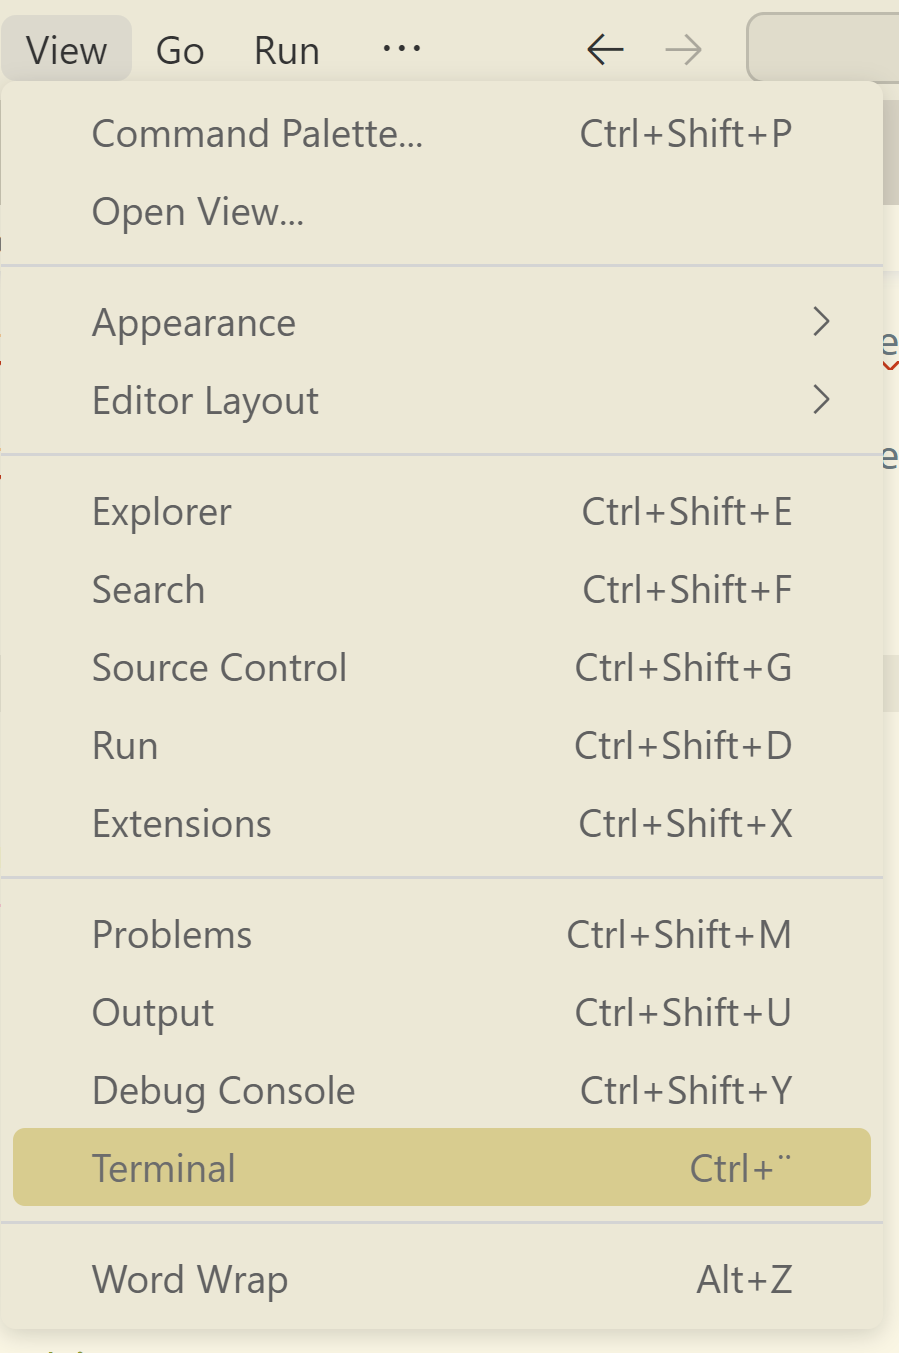 View Go Run ...
Command Palette... Ctrl+Shift+P
Open View...
Appearance
Editor Layout
Explorer Ctrl+Shift+E
Search Ctrl+Shift+F
Source Control Ctrl+Shift+G
Run Ctrl+Shift+D
Extensions Ctrl+Shift+X
Problems Ctrl+Shift+M
Output Ctrl+Shift+U
Debug Console Ctrl+Shift+Y
Terminal Ctrl+¨
Word Wrap Alt+Z